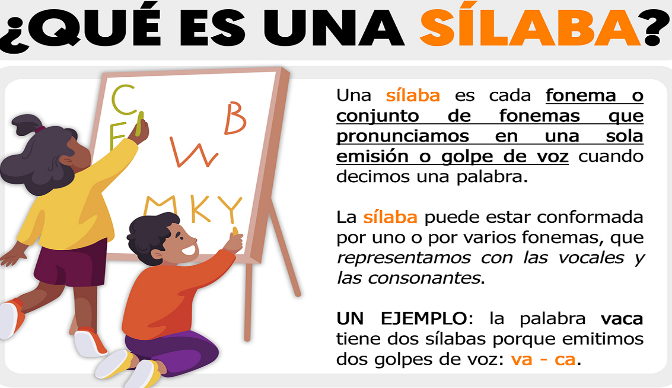 ¿QUÉ ES UNA SÍLABA?
C
E
B
W
M K Y
Una sílaba es cada fonema o
conjunto de fonemas que
pronunciamos en una sola
emisión o golpe de voz cuando
decimos una palabra.
La sílaba puede estar conformada
por uno o por varios fonemas, que
representamos con las vocales y
las consonantes.
UN EJEMPLO: la palabra vaca
tiene dos sílabas porque emitimos
dos golpes de voz: va - ca.